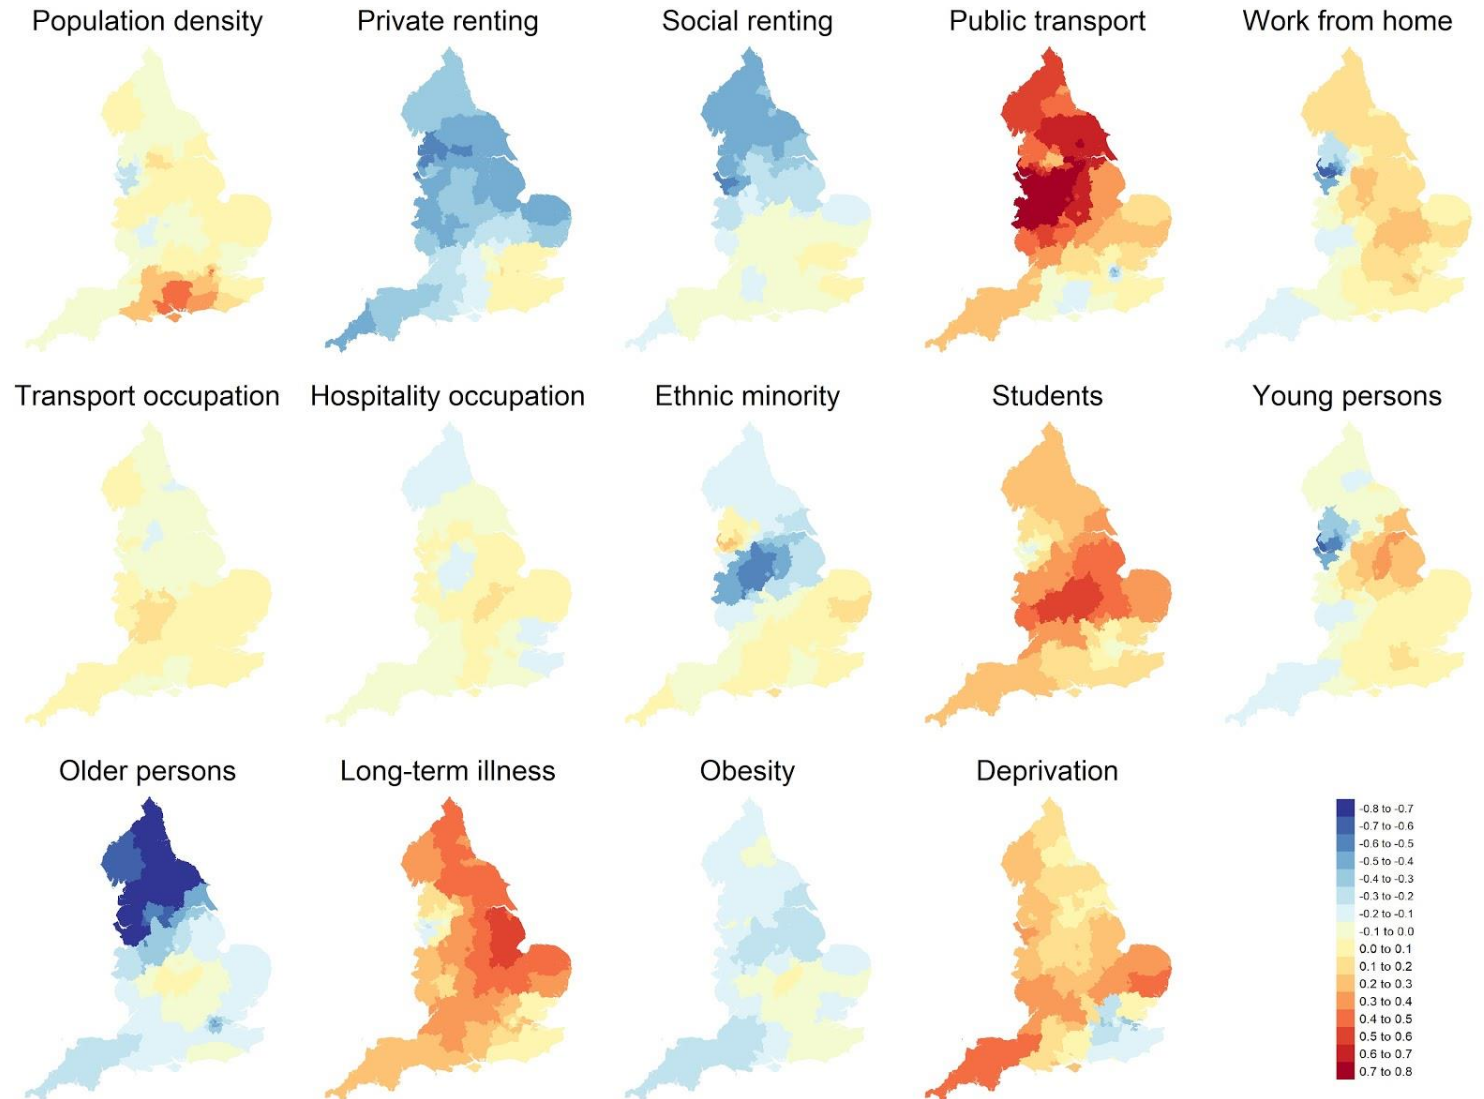 Population density
Private renting
Social renting
Public transport
Work from home
Transport occupation
Hospitality occupation
Ethnic minority
Students
Young persons
Older persons
Long-term illness
Obesity
Deprivation
-0.8 to -0.7
-0.7 to -0.6
-0.6 to -0.5
-0.5 to -0.4
-0.4 to -0.3
-0.3 to -0.2
-0.2 to -0.1
-0.1 to 0.0
0.0 to 0.1
0.1 to 0.2
0.2 to 0.3
0.3 to 0.4
0.4 to 0.5
0.5 to 0.6
0.6 to 0.7
0.7 to 0.8